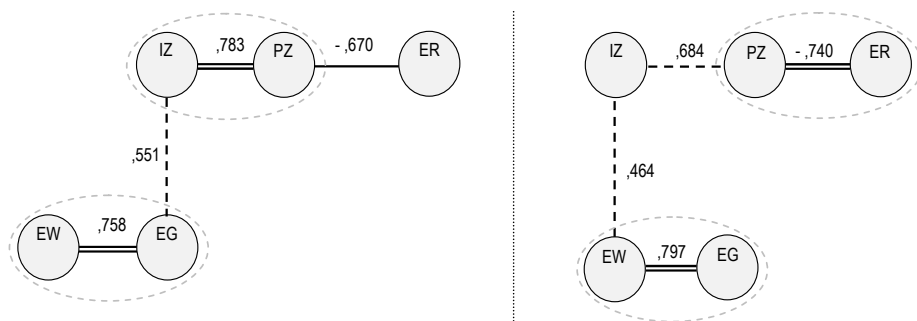 IZ ,783 PZ - ,670 ER
,551
EW ,758 EG
IZ ,684 PZ - ,740 ER
,464
EW ,797 EG